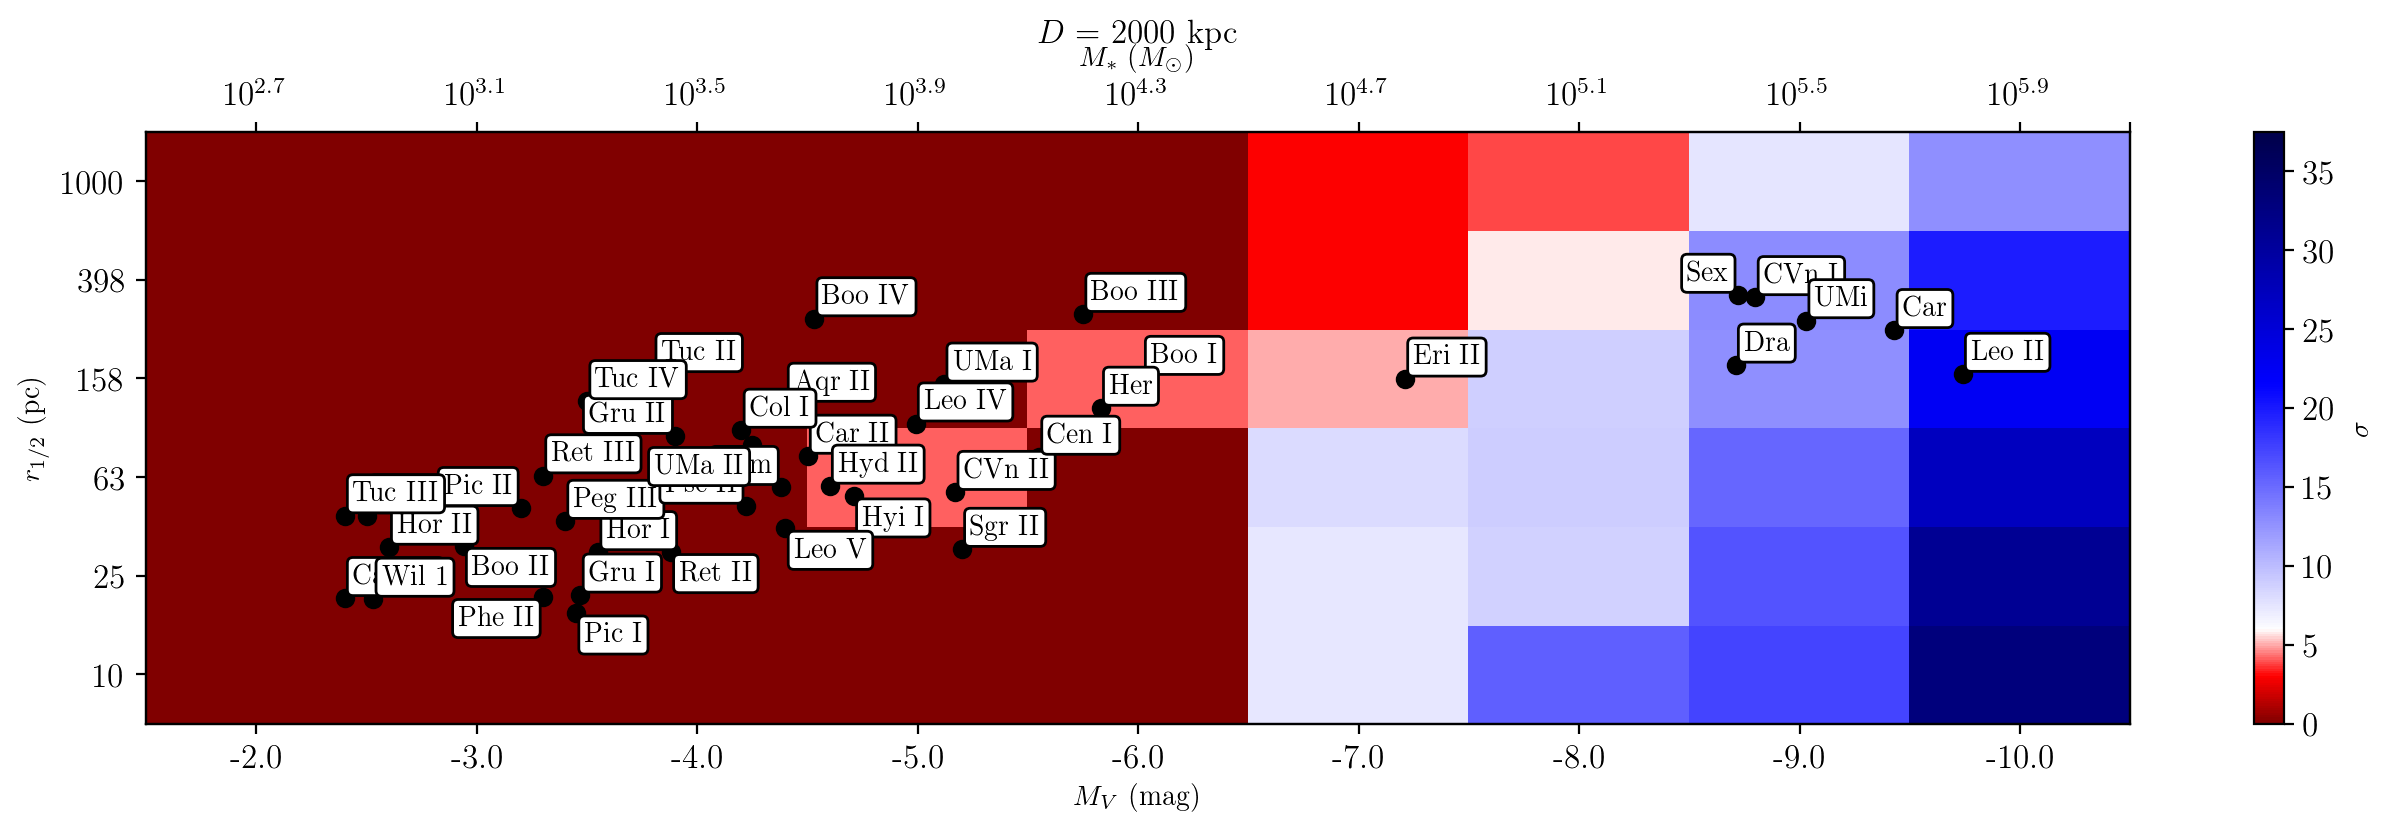 D = 2000 kpc
M* (M⊙)
10^2.7 10^3.1 10^3.5 10^3.9 10^4.3 10^4.7 10^5.1 10^5.5 10^5.9
1000
398
158
63
25
10
r1/2 (pc)
Boo IV
Boo III
Sex
CVn I
UMi
Car
Tuc II
Tuc IV
UMa I
Boo I
Eri II
Dra
Leo II
Aqr II
Her
Gru II
Col I
Leo IV
Ret III
Car II
Cen I
UMa II
Hyd II
CVn II
Pic II
Tuc III
Peg III
Hor II
Hor I
Hyi I
Sgr II
Leo V
Wil 1
Boo II
Gru I
Ret II
Phe II
Pic I
-2.0 -3.0 -4.0 -5.0 -6.0 -7.0 -8.0 -9.0 -10.0
MV (mag)
35
30
25
20
15
10
5
0
σ